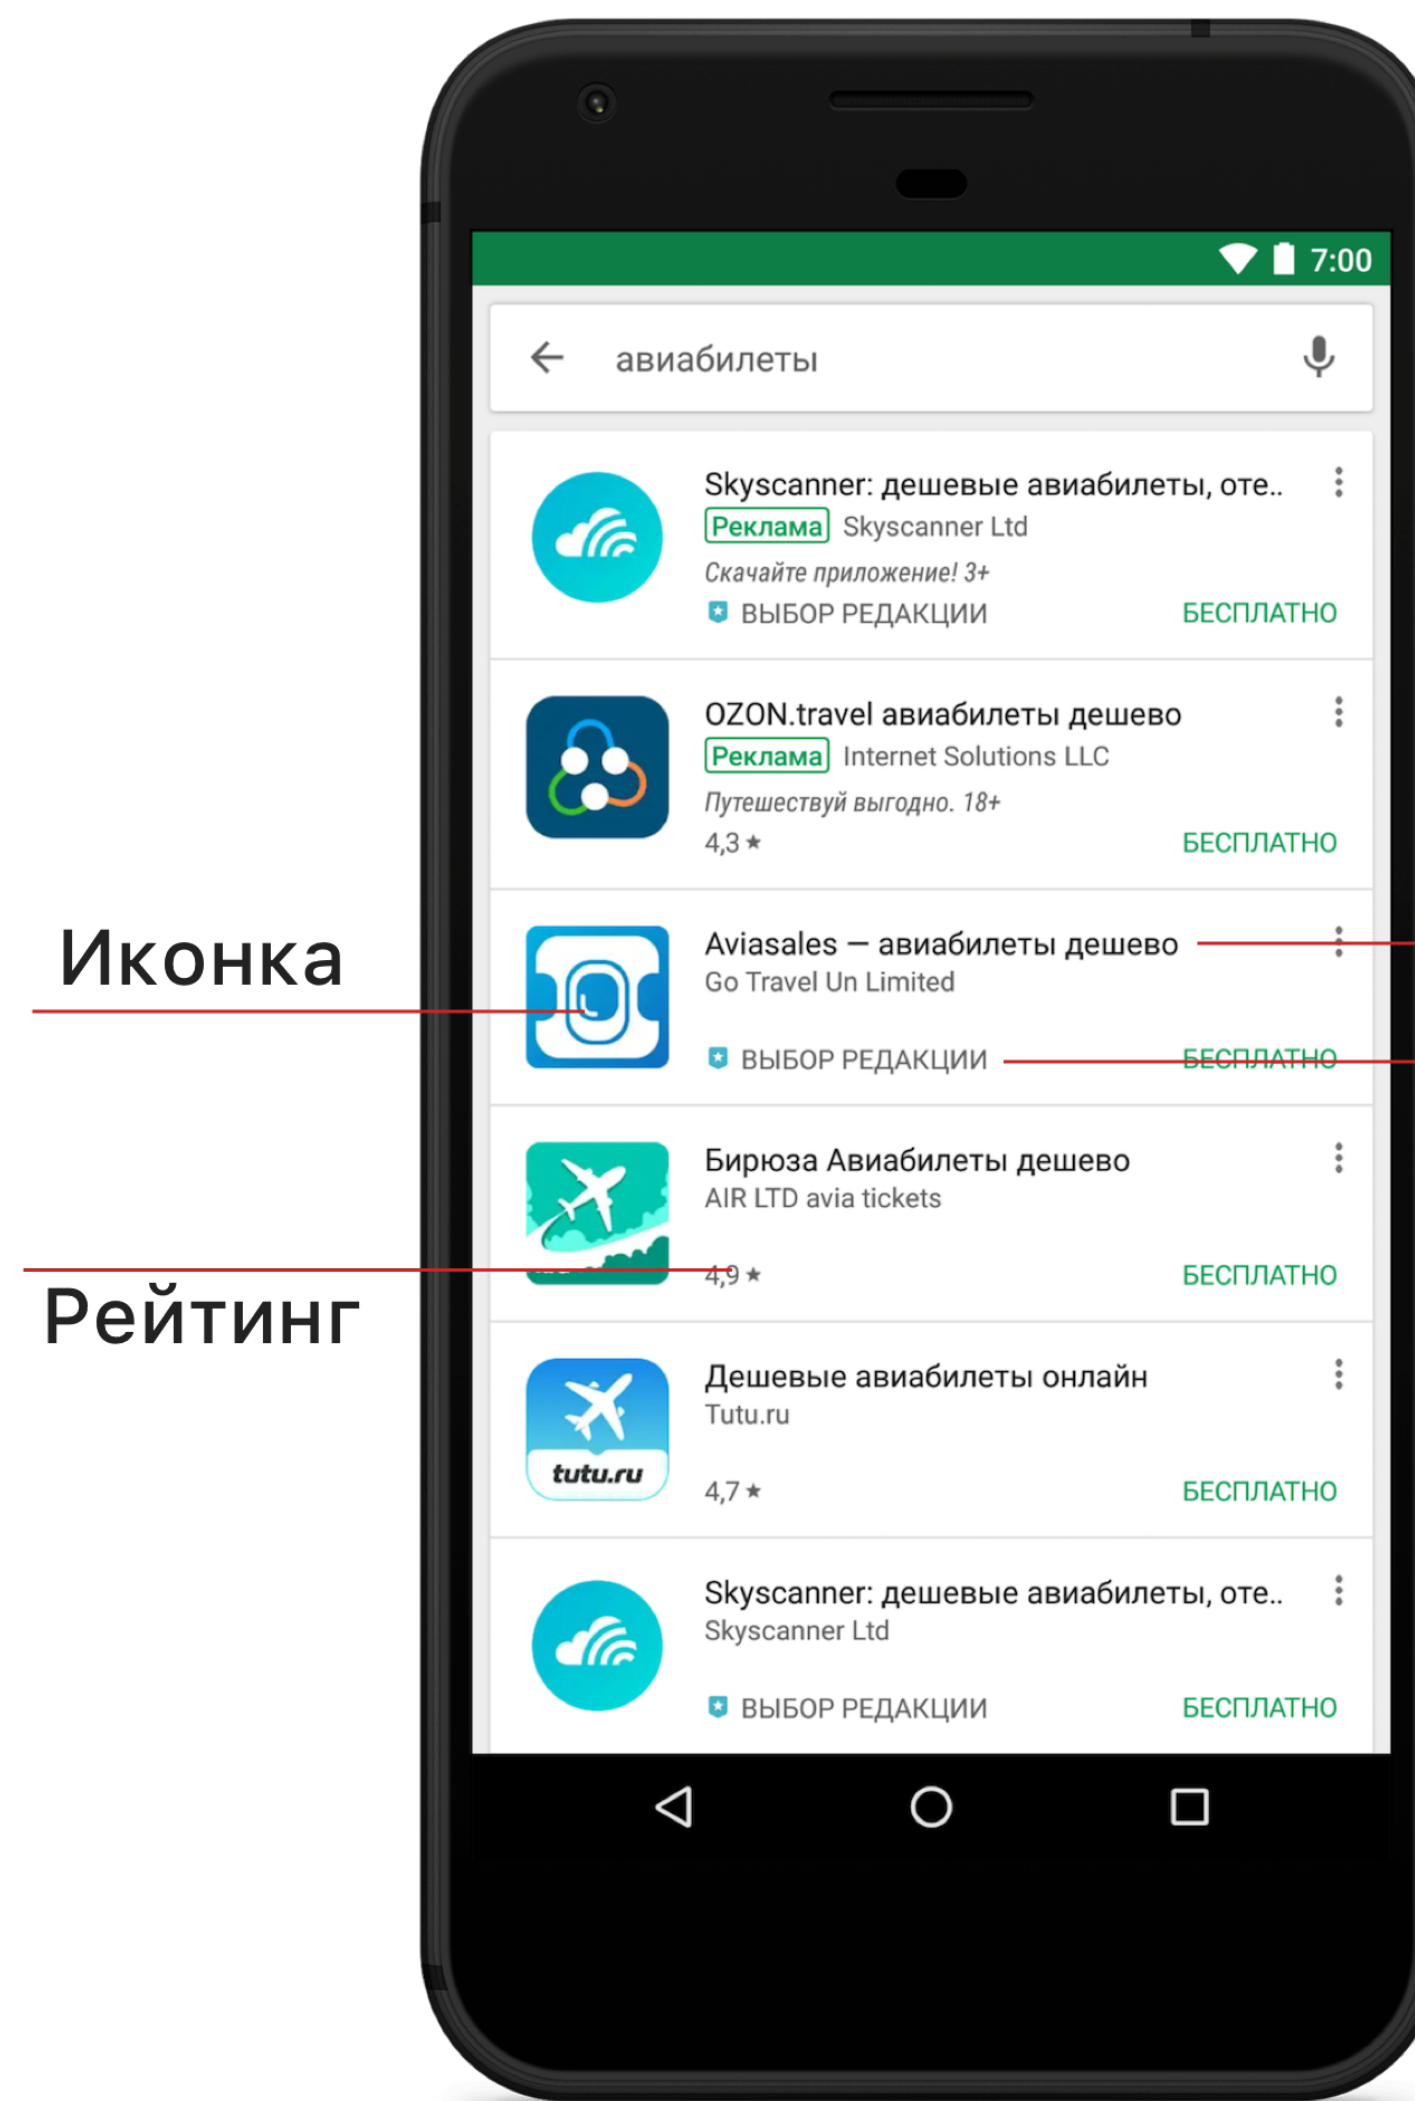 7:00
авиабилеты
Skyscanner: дешевые авиабилеты, оте..
Реклама Skyscanner Ltd
Скачайте приложение! 3+
ВЫБОР РЕДАКЦИИ БЕСПЛАТНО
OZON.travel авиабилеты дешево
Реклама Internet Solutions LLC
Путешествуй выгодно. 18+
4,3 ★ БЕСПЛАТНО
Иконка
Aviasales — авиабилеты дешево
Go Travel Un Limited
ВЫБОР РЕДАКЦИИ БЕСПЛАТНО
Бирюза Авиабилеты дешево
AIR LTD avia tickets
4,9 ★ БЕСПЛАТНО
Рейтинг
Дешевые авиабилеты онлайн
Tutu.ru
tutu.ru
4,7 ★ БЕСПЛАТНО
Skyscanner: дешевые авиабилеты, оте..
Skyscanner Ltd
ВЫБОР РЕДАКЦИИ БЕСПЛАТНО